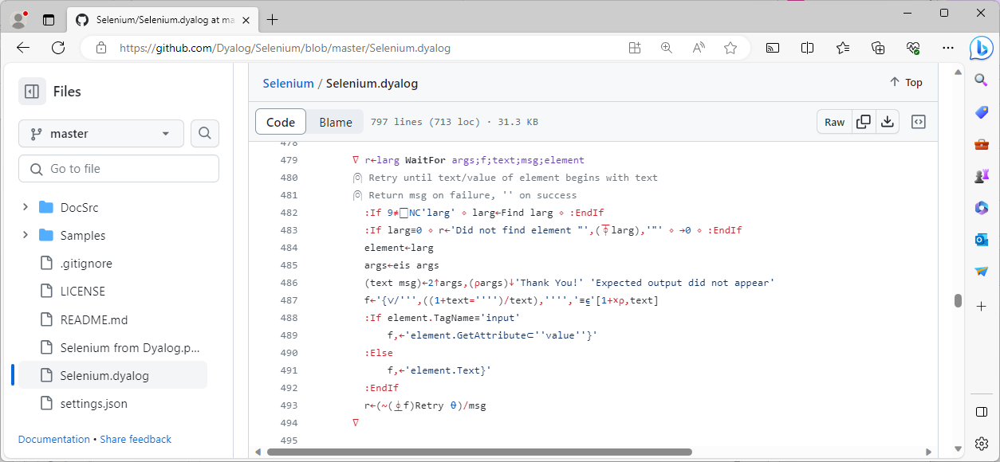 Selenium/Selenium.dyalog at ma
https://github.com/Dyalog/Selenium/blob/master/Selenium.dyalog
Files
master
Go to file
DocSrc
Samples
.gitignore
LICENSE
README.md
Selenium from Dyalog.p...
Selenium.dyalog
settings.json
Documentation • Share feedback
Selenium / Selenium.dyalog
Top
Code Blame 797 lines (713 loc) · 31.3 KB Raw
478
479 ∇ r←larg WaitFor args;f;text;msg;element
480 ⍝ Retry until text/value of element begins with text
481 ⍝ Return msg on failure, '' on success
482 :If 9≠⎕NC'larg' ⋄ larg←Find larg ⋄ :EndIf
483 :If larg≡0 ⋄ r←'Did not find element "',(⍕larg),'"' ⋄ →0 ⋄ :EndIf
484 element←larg
485 args←eis args
486 (text msg)←2↑args,(⍴args)↓'Thank You!' 'Expected output did not appear'
487 f←'{∨/''',((1+text='''')/text),'''','≡⍷'[1+×⍴,text]
488 :If element.TagName≡'input'
489 f,←'element.GetAttribute⊂''value''}'
490 :Else
491 f,←'element.Text}'
492 :EndIf
493 r←(~(⍎f)Retry ⍬)/msg
494 ∇
495